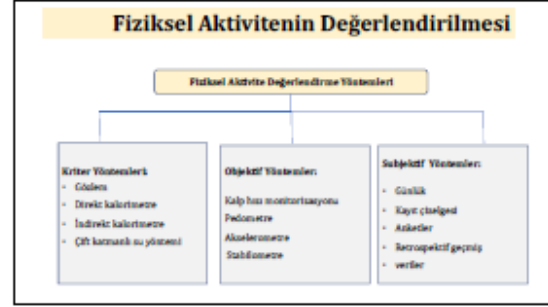 Fiziksel Aktivitenin Değerlendirilmesi
Fiziksel Aktivite Değerlendirme Yöntemleri
Kriter Yöntemleri:
• Gözlem
• Direkt kalorimetre
• İndirekt kalorimetre
• Çift katmanlı su yöntemi
Objektif Yöntemler:
Kalp hızı monitorizasyonu
Pedometre
Akselerometre
Stabilometre
Subjektif Yöntemler:
• Günlük
• Kayıt çizelgesi
• Anketler
• Retrospektif geçmiş
• veriler